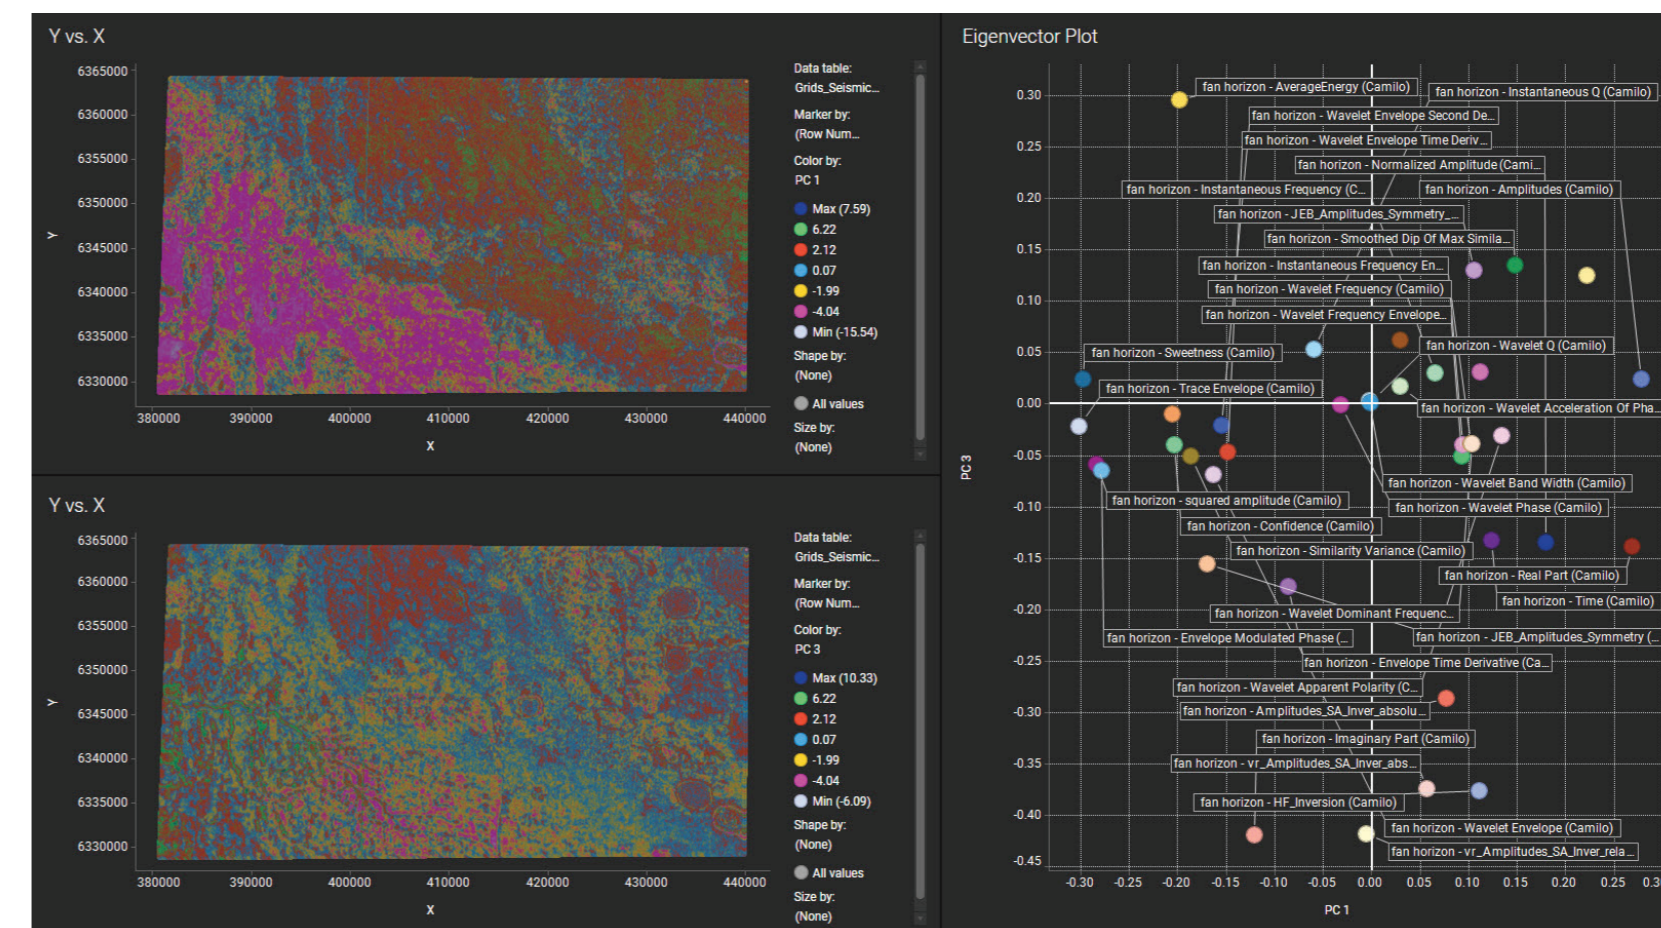 Y vs. X
6365000
6360000
6355000
6350000
6345000
6340000
6335000
6330000
Y
380000 390000 400000 410000 420000 430000 440000
X
Data table:
Grids_Seismic...
Marker by:
(Row Num...
Color by:
PC 1
Max (7.59)
6.22
2.12
0.07
-1.99
-4.04
Min (-15.54)
Shape by:
(None)
All values
Size by:
(None)
Y vs. X
6365000
6360000
6355000
6350000
6345000
6340000
6335000
6330000
Y
380000 390000 400000 410000 420000 430000 440000
X
Data table:
Grids_Seismic...
Marker by:
(Row Num...
Color by:
PC 3
Max (10.33)
6.22
2.12
0.07
-1.99
-4.04
Min (-6.09)
Shape by:
(None)
All values
Size by:
(None)
Eigenvector Plot
0.30
0.25
0.20
0.15
0.10
0.05
0.00
-0.05
-0.10
-0.15
-0.20
-0.25
-0.30
-0.35
-0.40
-0.45
PC 3
fan horizon - AverageEnergy (Camilo)
fan horizon - Instantaneous Q (Camilo)
fan horizon - Wavelet Envelope Second De...
fan horizon - Wavelet Envelope Time Deriv...
fan horizon - Normalized Amplitude (Cami...
fan horizon - Instantaneous Frequency (C...
fan horizon - Amplitudes (Camilo)
fan horizon - JEB_Amplitudes_Symmetry_...
fan horizon - Smoothed Dip Of Max Simila...
fan horizon - Instantaneous Frequency En...
fan horizon - Wavelet Frequency (Camilo)
fan horizon - Wavelet Frequency Envelope...
fan horizon - Wavelet Q (Camilo)
fan horizon - Sweetness (Camilo)
fan horizon - Trace Envelope (Camilo)
fan horizon - Wavelet Acceleration Of Pha...
fan horizon - Wavelet Band Width (Camilo)
fan horizon - squared amplitude (Camilo)
fan horizon - Wavelet Phase (Camilo)
fan horizon - Confidence (Camilo)
fan horizon - Similarity Variance (Camilo)
fan horizon - Real Part (Camilo)
fan horizon - Time (Camilo)
fan horizon - Wavelet Dominant Frequenc...
fan horizon - Envelope Modulated Phase (...
fan horizon - JEB_Amplitudes_Symmetry (...
fan horizon - Envelope Time Derivative (Ca...
fan horizon - Wavelet Apparent Polarity (C...
fan horizon - Amplitudes_SA_Inver_absolu...
fan horizon - Imaginary Part (Camilo)
fan horizon - vr_Amplitudes_SA_Inver_abs...
fan horizon - HF_Inversion (Camilo)
fan horizon - Wavelet Envelope (Camilo)
fan horizon - vr_Amplitudes_SA_Inver_rela...
-0.30 -0.25 -0.20 -0.15 -0.10 -0.05 0.00 0.05 0.10 0.15 0.20 0.25 0.3
PC 1